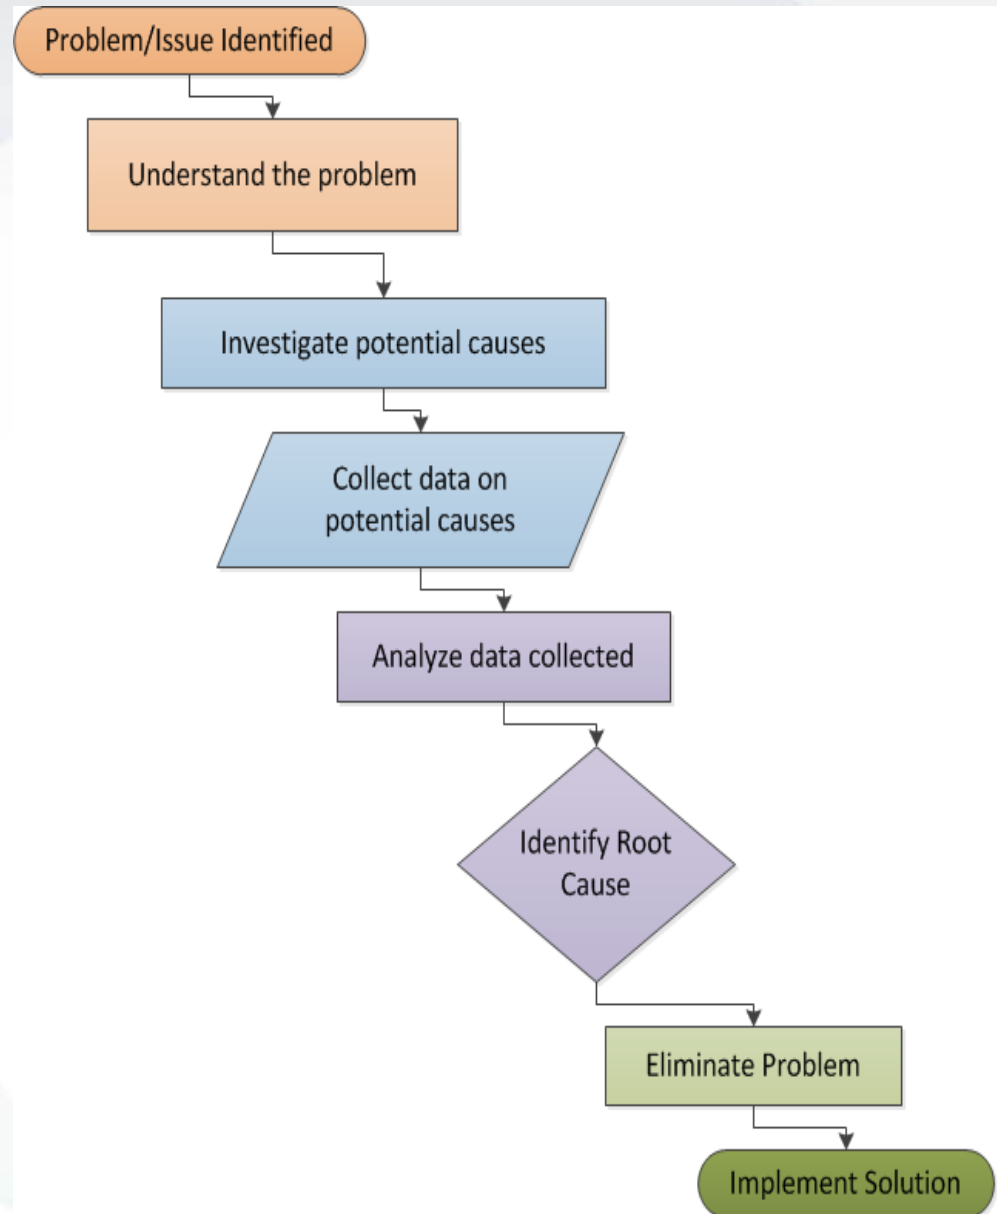 Problem/Issue Identified
Understand the problem
Investigate potential causes
Collect data on
potential causes
Analyze data collected
Identify Root
Cause
Eliminate Problem
Implement Solution